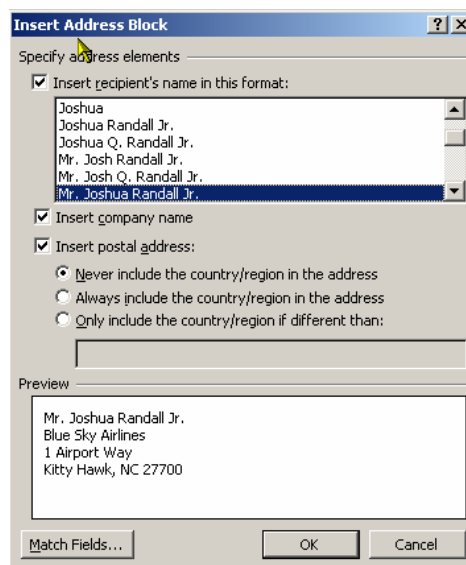 Insert Address Block
Specify address elements
Insert recipient's name in this format:
Joshua
Joshua Randall Jr.
Joshua Q. Randall Jr.
Mr. Josh Randall Jr.
Mr. Josh Q. Randall Jr.
Mr. Joshua Randall Jr.
Insert company name
Insert postal address:
Never include the country/region in the address
Always include the country/region in the address
Only include the country/region if different than:
Preview
Mr. Joshua Randall Jr.
Blue Sky Airlines
1 Airport Way
Kitty Hawk, NC 27700
Match Fields... OK Cancel